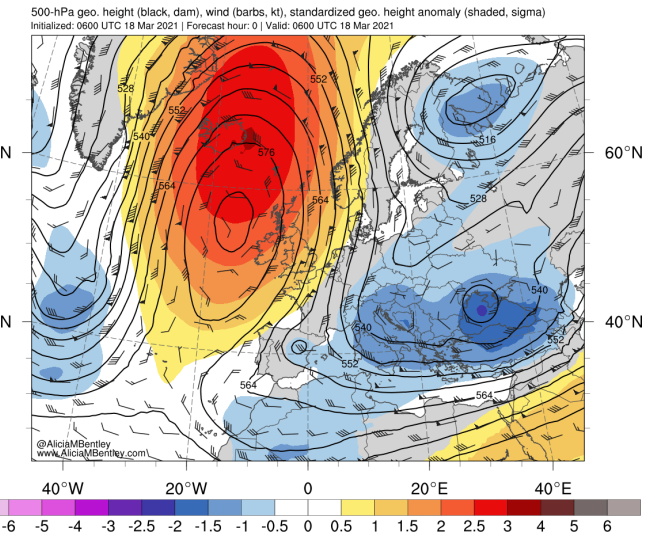 500-hPa geo. height (black, dam), wind (barbs, kt), standardized geo. height anomaly (shaded, sigma)
Initialized: 0600 UTC 18 Mar 2021 | Forecast hour: 0 | Valid: 0600 UTC 18 Mar 2021
552
528
552
540
516
576
N
60°N
564
564
528
540
N
40°N
540
552
552
564
564
@AliciaMBentley
www.AliciaMBentley.com
40°W 20°W 0 20°E 40°E
-6 -5 -4 -3 -2.5 -2 -1.5 -1 -0.5 0 0.5 1 1.5 2 2.5 3 4 5 6